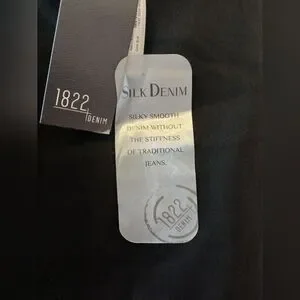 1822
DENIM
SILK DENIM
SILKY SMOOTH
DENIM WITHOUT
THE STIFFNESS
OF TRADITIONAL
JEANS.
1822
DENIM